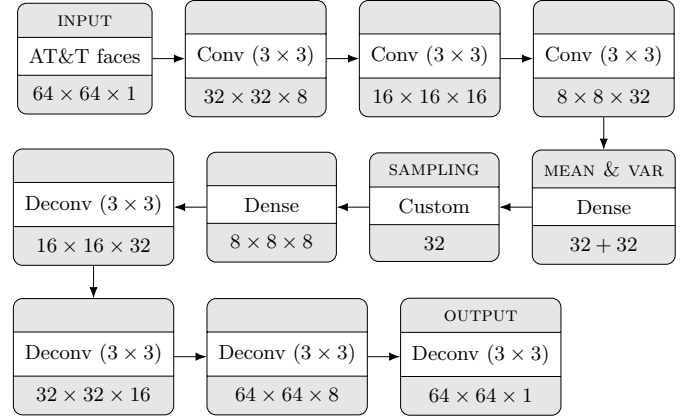 INPUT
AT&T faces
64 × 64 × 1
Conv (3 × 3)
32 × 32 × 8
Conv (3 × 3)
16 × 16 × 16
Conv (3 × 3)
8 × 8 × 32
MEAN & VAR
Dense
32 + 32
SAMPLING
Custom
32
Dense
8 × 8 × 8
Deconv (3 × 3)
16 × 16 × 32
Deconv (3 × 3)
32 × 32 × 16
Deconv (3 × 3)
64 × 64 × 8
OUTPUT
Deconv (3 × 3)
64 × 64 × 1